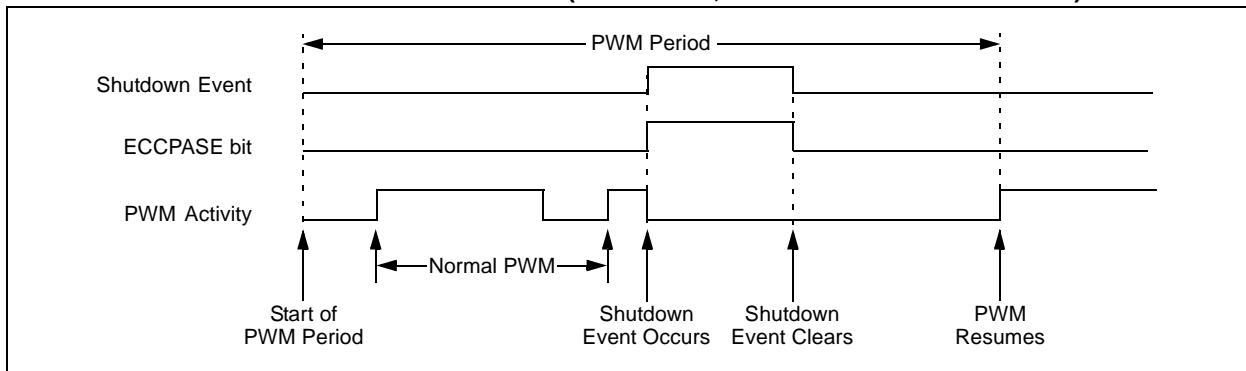 PWM Period
Shutdown Event
ECCPASE bit
PWM Activity
Normal PWM
Start of
PWM Period
Shutdown
Event Occurs
Shutdown
Event Clears
PWM
Resumes